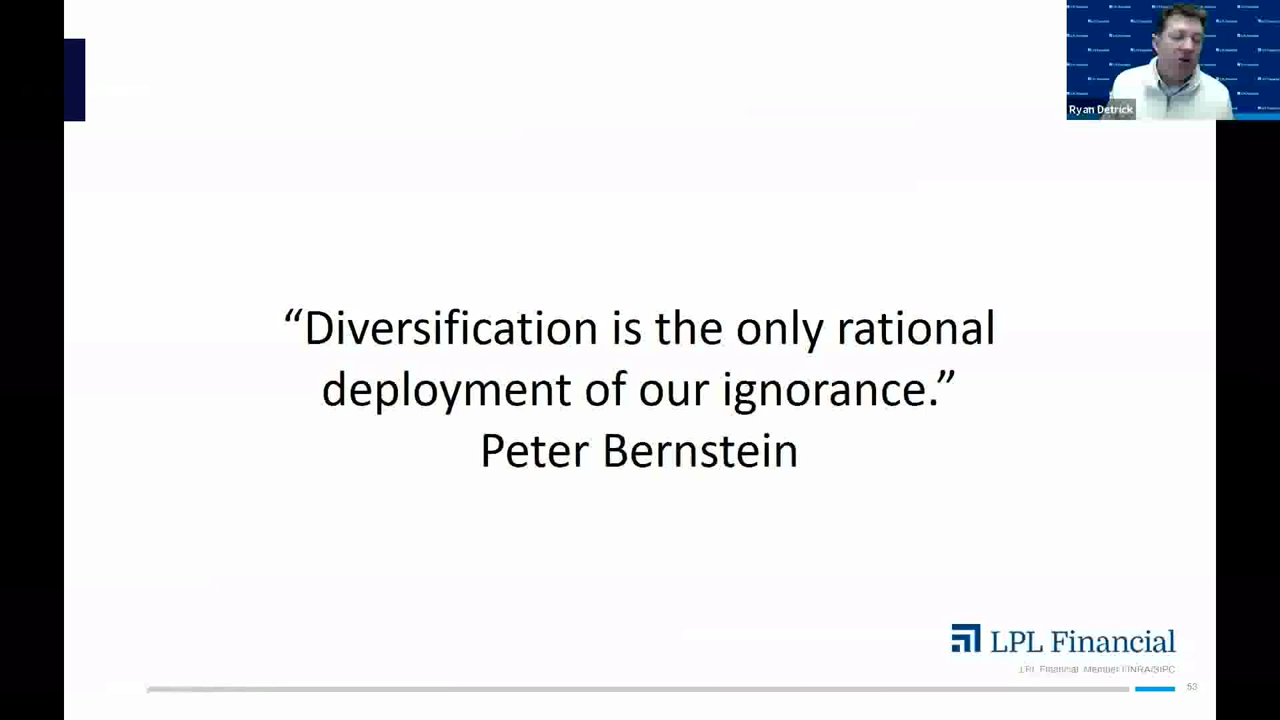 Ryan Detrick
“Diversification is the only rational
deployment of our ignorance.”
Peter Bernstein
LPL Financial
LPL Financial Member FINRA/SIPC
53